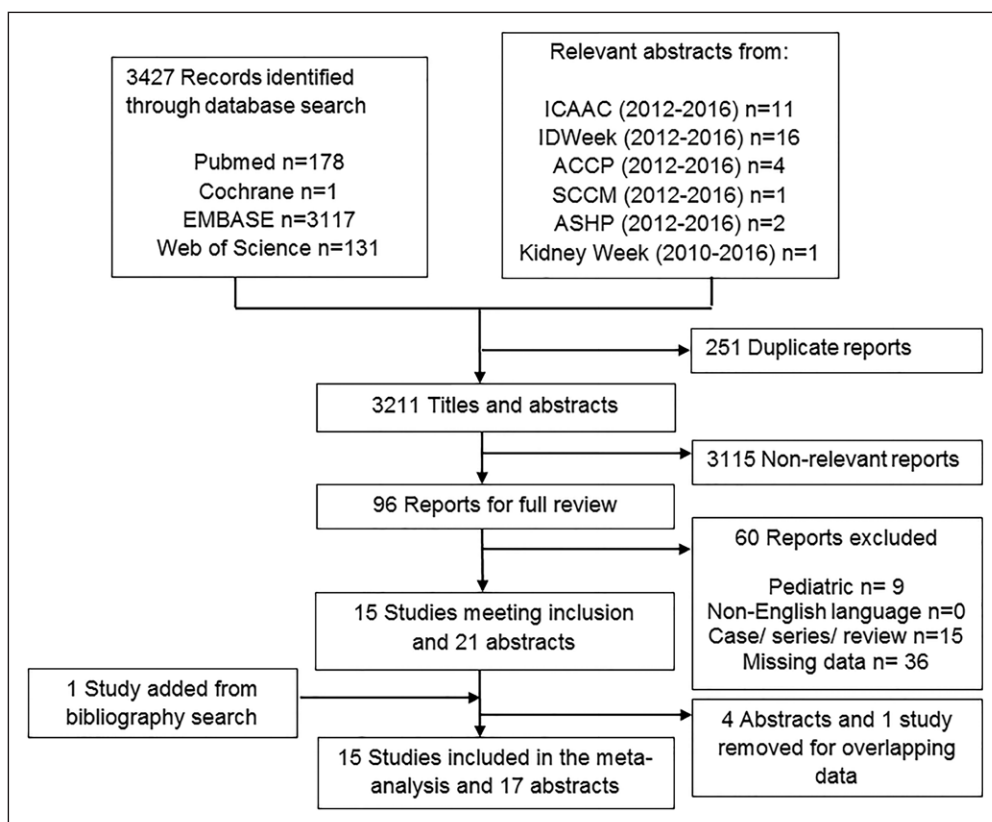 3427 Records identified
through database search
Pubmed n=178
Cochrane n=1
EMBASE n=3117
Web of Science n=131
Relevant abstracts from:
ICAAC (2012-2016) n=11
IDWeek (2012-2016) n=16
ACCP (2012-2016) n=4
SCCM (2012-2016) n=1
ASHP (2012-2016) n=2
Kidney Week (2010-2016) n=1
251 Duplicate reports
3211 Titles and abstracts
3115 Non-relevant reports
96 Reports for full review
60 Reports excluded
Pediatric n= 9
Non-English language n=0
Case/ series/ review n=15
Missing data n= 36
15 Studies meeting inclusion
and 21 abstracts
1 Study added from
bibliography search
4 Abstracts and 1 study
removed for overlapping
data
15 Studies included in the meta-
analysis and 17 abstracts